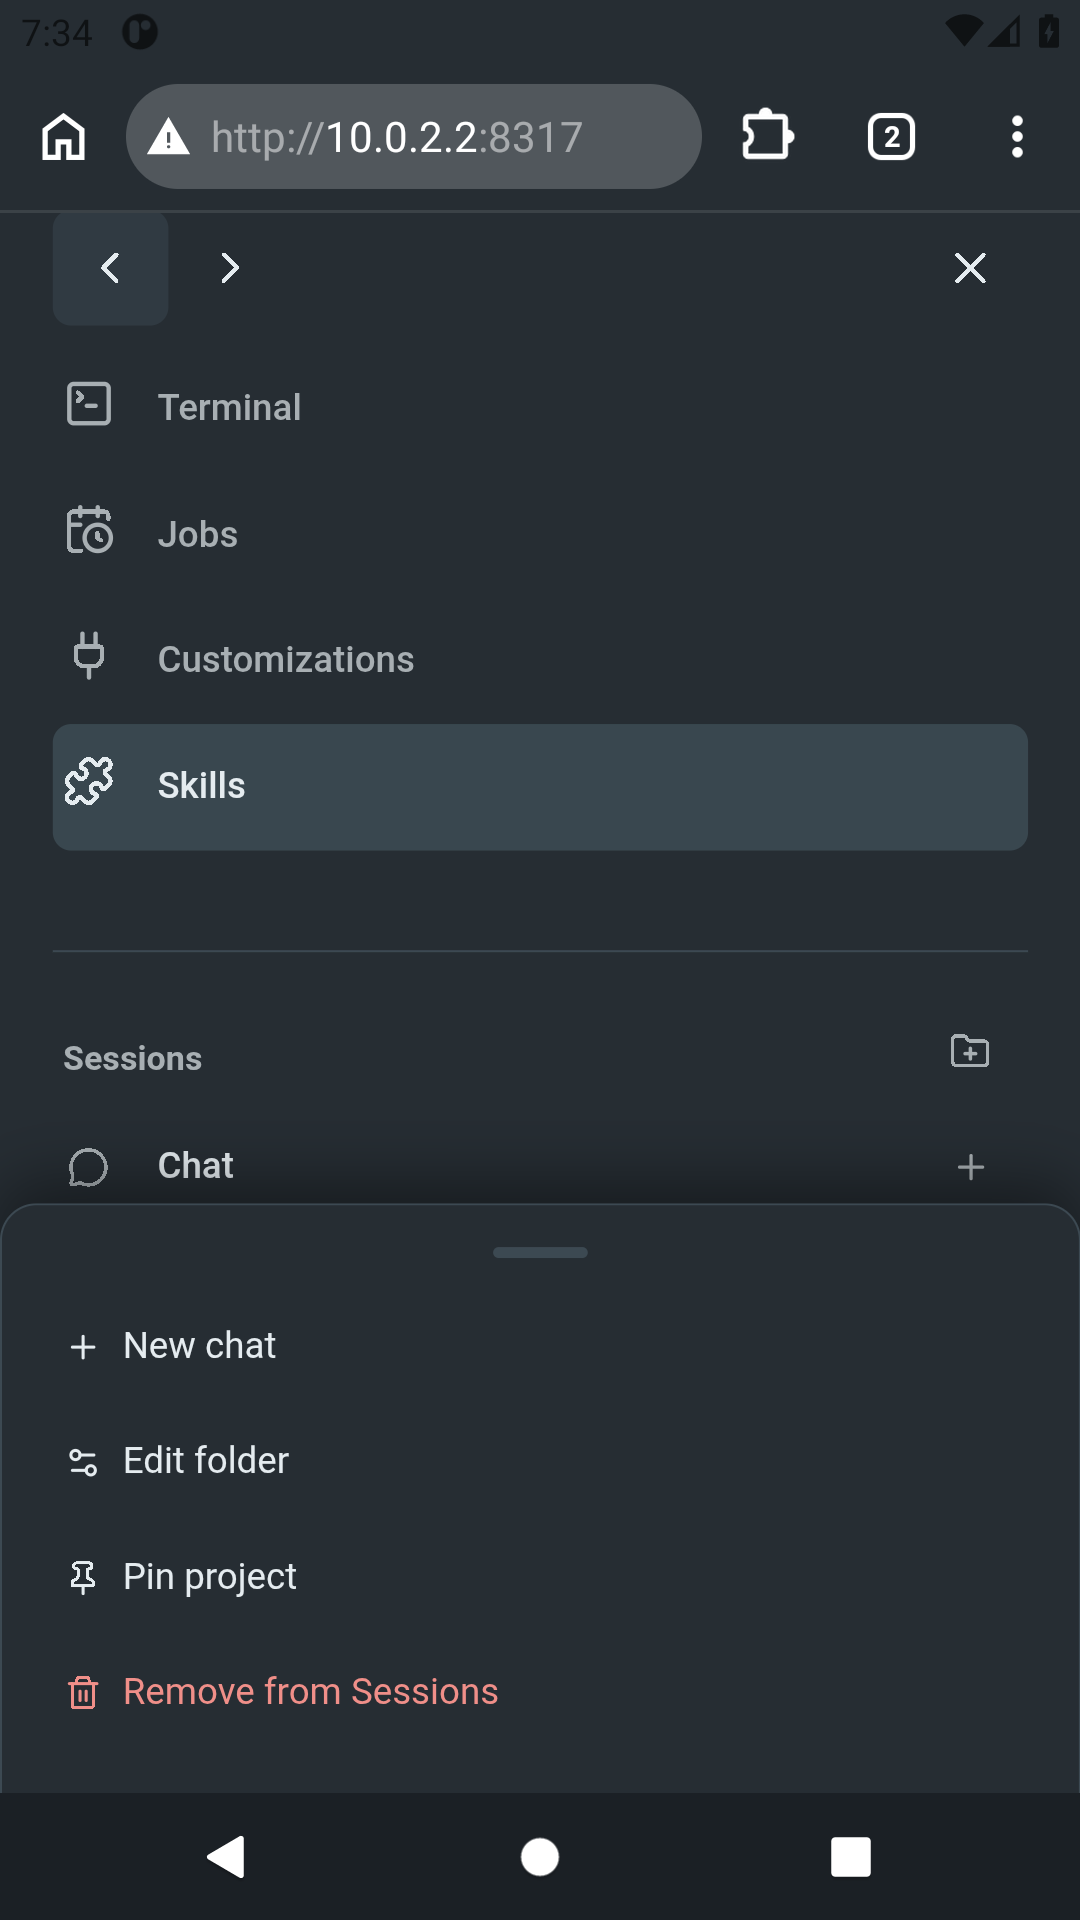 7:34
http://10.0.2.2:8317
2
Terminal
Jobs
Customizations
Skills
Sessions
Chat
New chat
Edit folder
Pin project
Remove from Sessions